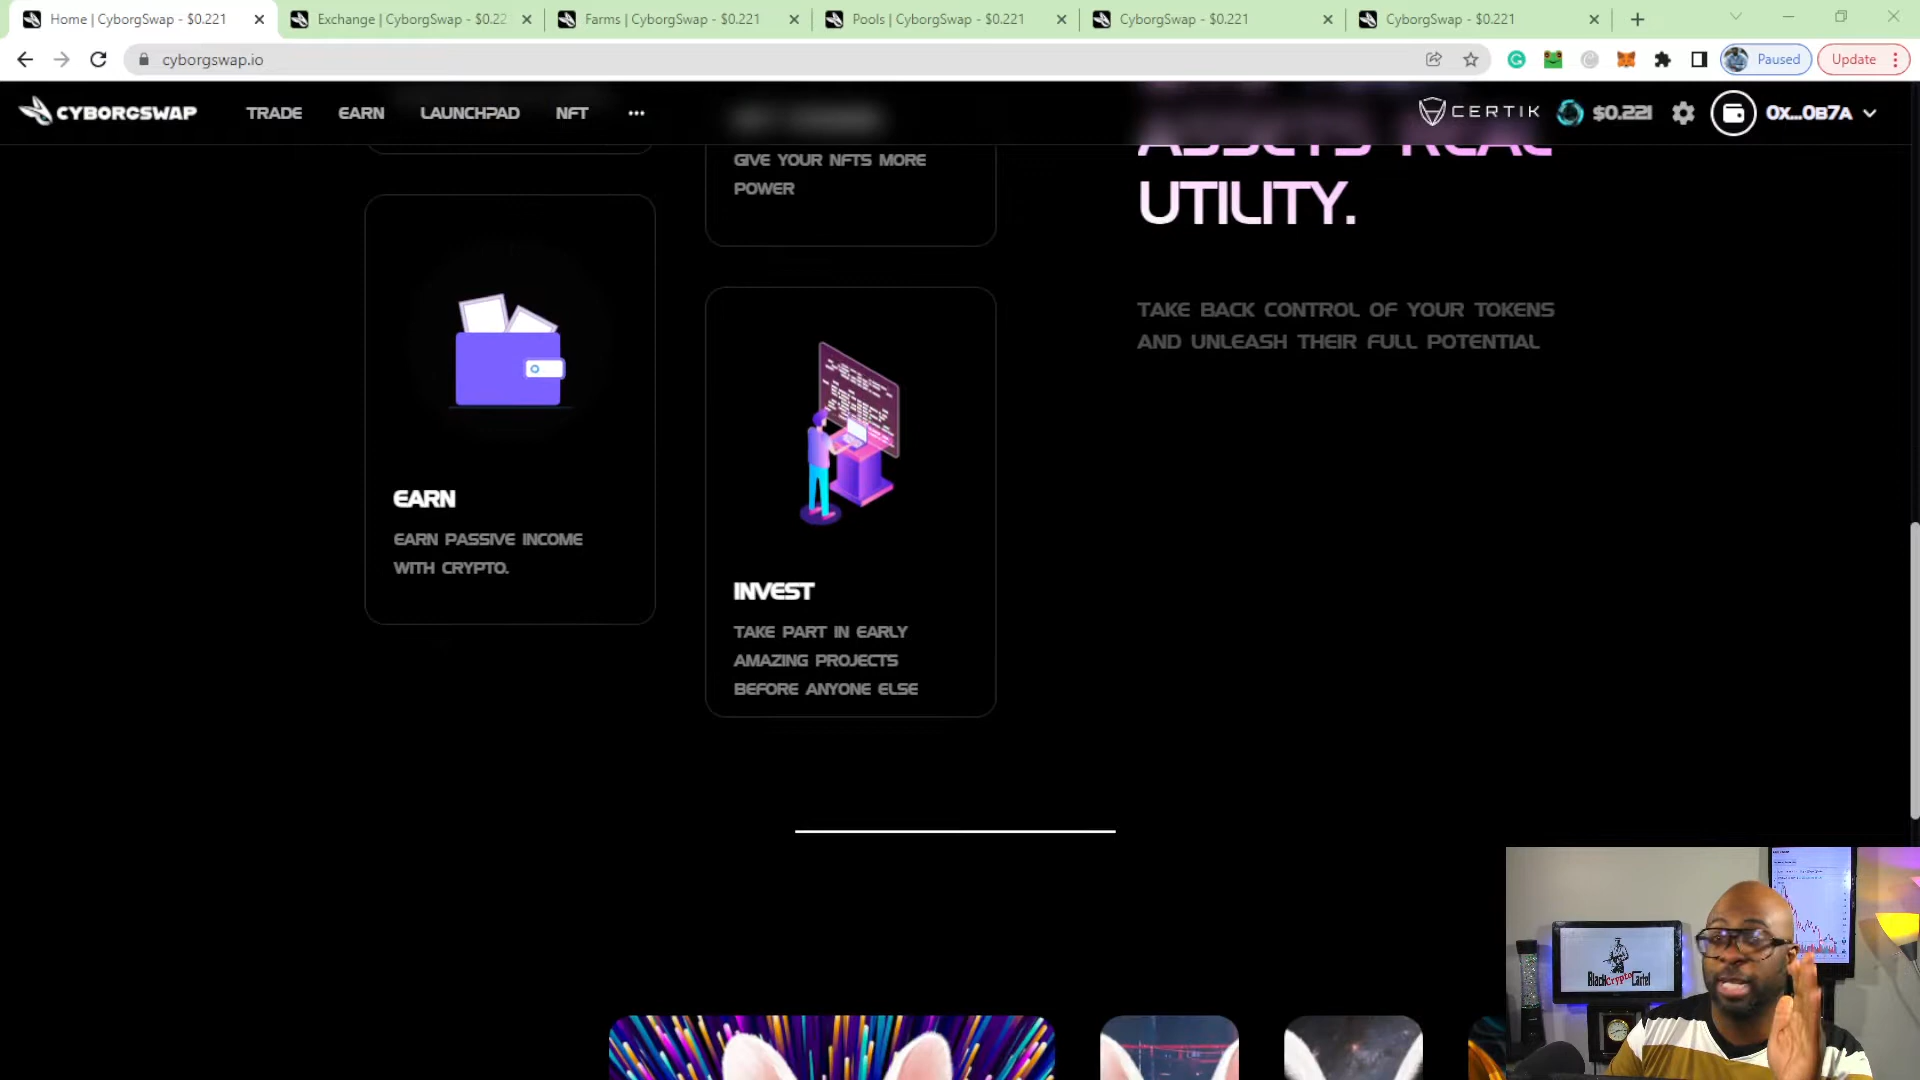 Home | CyborgSwap - $0.221
Exchange | CyborgSwap - $0.22
Farms | CyborgSwap - $0.221
Pools | CyborgSwap - $0.221
CyborgSwap - $0.221
CyborgSwap - $0.221
cyborgswap.io
Paused
Update
CYBORGSWAP
TRADE
EARN
LAUNCHPAD
NFT
CERTIK
$0.221
0X...0B7A
GIVE YOUR NFTS MORE
POWER
ASSETS REAL
UTILITY.
TAKE BACK CONTROL OF YOUR TOKENS
AND UNLEASH THEIR FULL POTENTIAL
EARN
EARN PASSIVE INCOME
WITH CRYPTO.
INVEST
TAKE PART IN EARLY
AMAZING PROJECTS
BEFORE ANYONE ELSE
BlackCryptoCartel